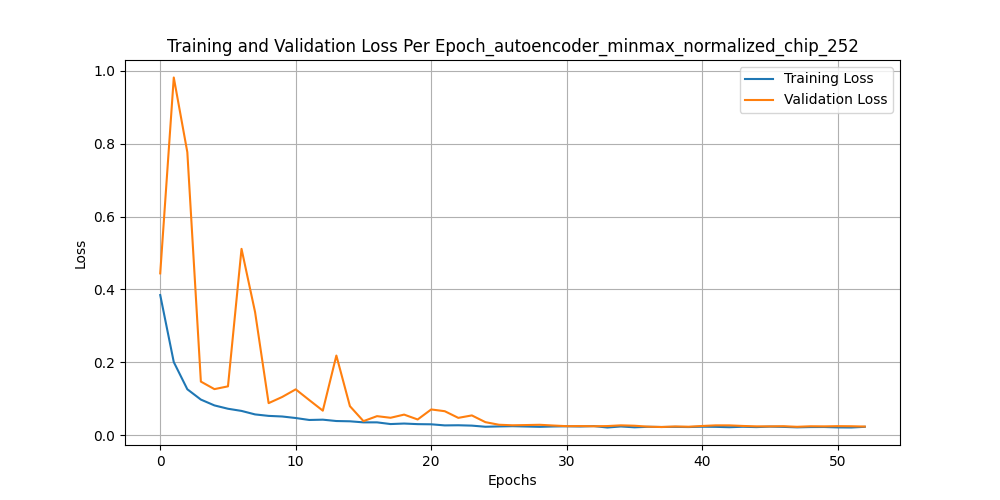 Training and Validation Loss Per Epoch_autoencoder_minmax_normalized_chip_252
Training Loss
Validation Loss
1.0
0.8
0.6
0.4
0.2
0.0
Loss
0
10
20
30
40
50
Epochs